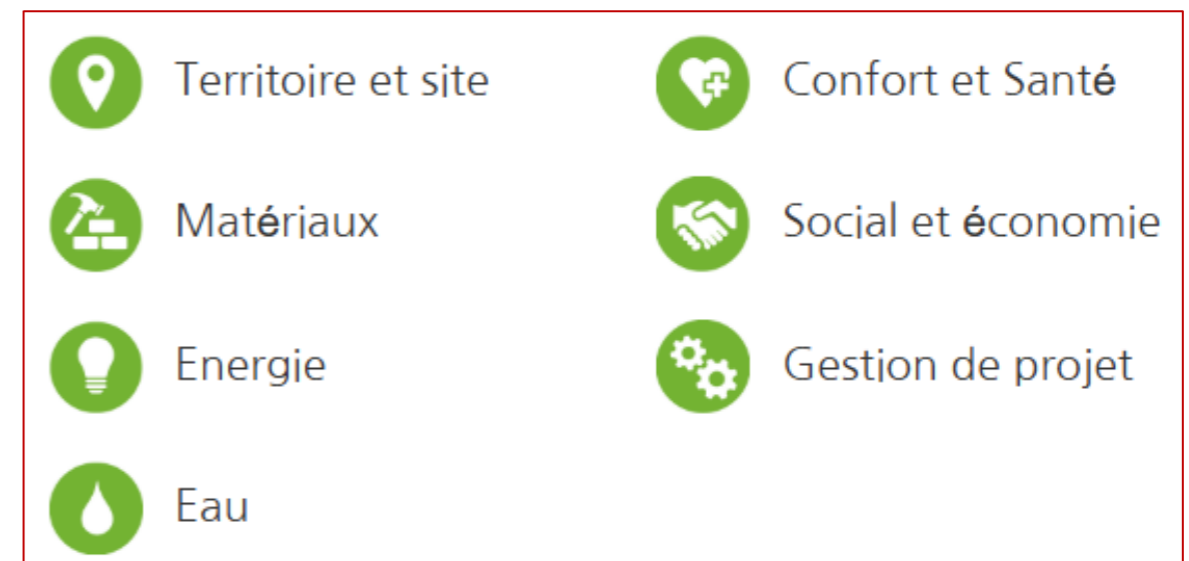 Territoire et site
Matériaux
Energie
Eau
Confort et Santé
Social et économie
Gestion de projet